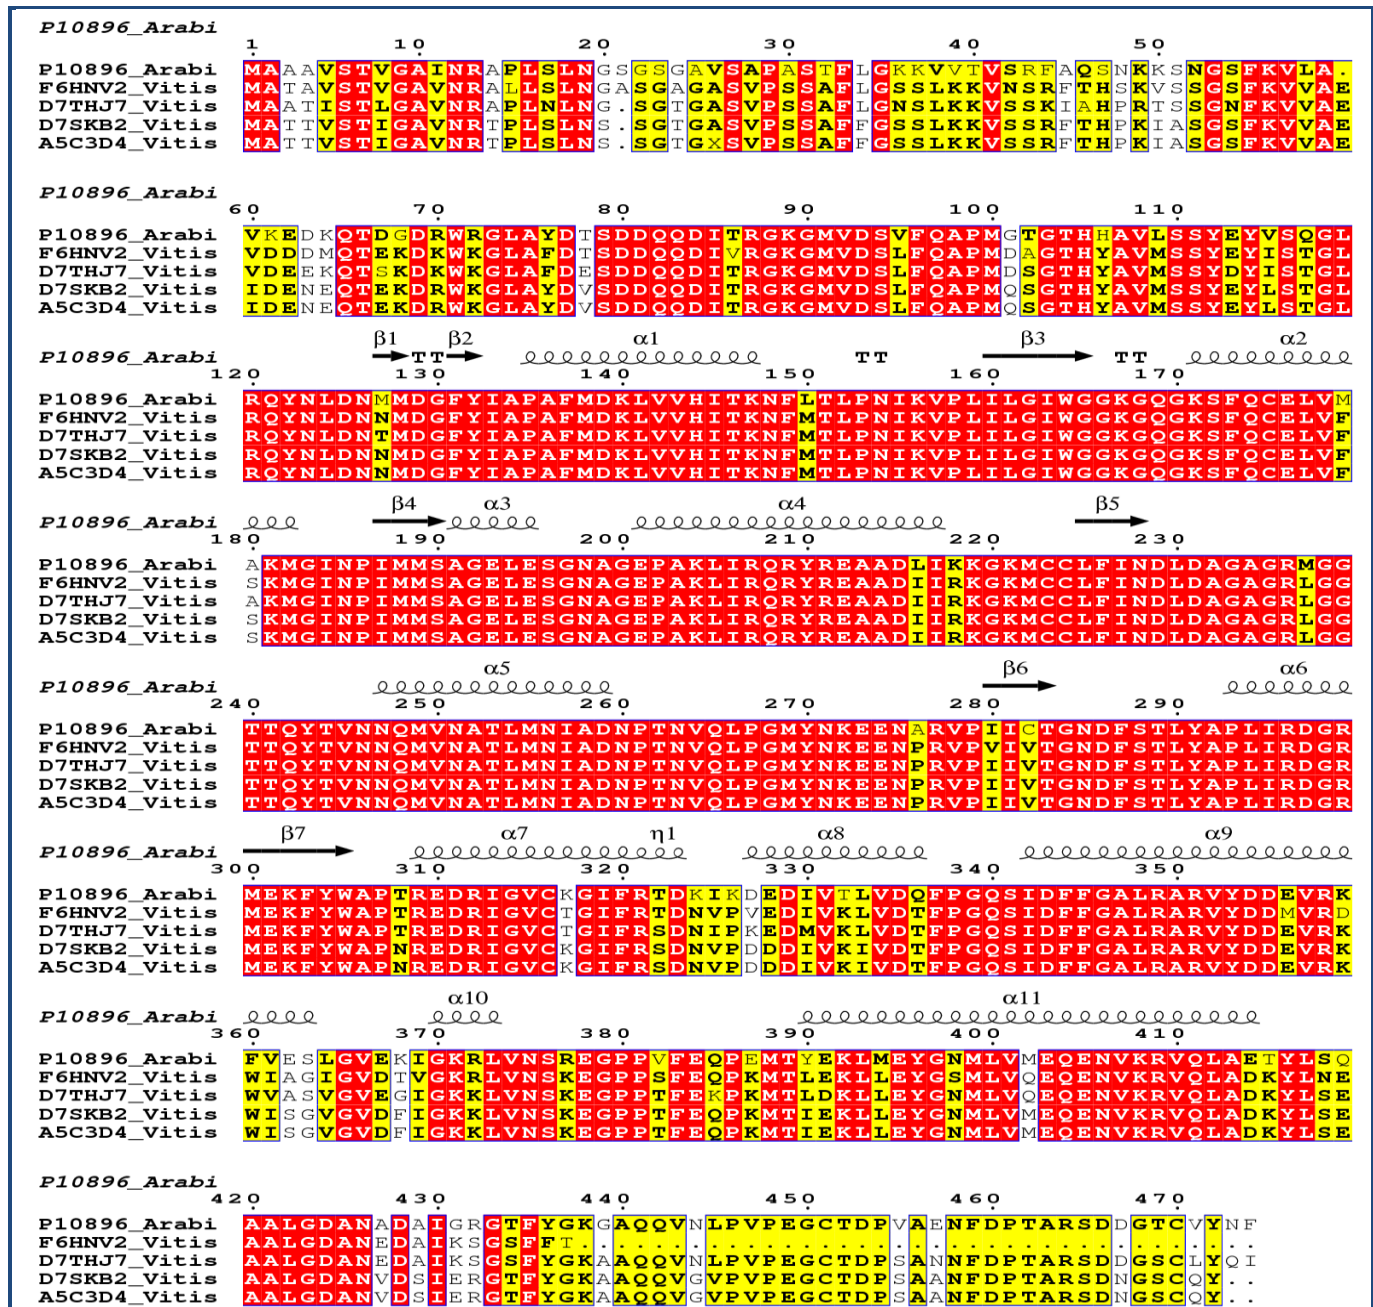 P10896_Arabi
1 10 20 30 40 50
P10896_Arabi MAAAVSTVGAINRAPLSLNGSGSGAVSAPASTFLGKKVVTVSRFAQSNKKSNGSFKVLA.
F6HNV2_Vitis MATAVSTVGAVNRALLSLNGASGAGASVPSSAFLGSSLKKVNSRFTHSKVSSGSFKVVAE
D7THJ7_Vitis MAATISTLGAVNRAPLNLNG.SGTGASVPSSAFLGNSLKKVSSKIAHPRTSSGNFKVVAE
D7SKB2_Vitis MATTVSTIGAVNRTPLSLNS.SGTGASVPSSAFFGSSLKKVSSRFTHPKIASGSFKVVAE
A5C3D4_Vitis MATTVSTIGAVNRTPLSLNS.SGTGXSVPSSAFFGSSLKKVSSRFTHPKIASGSFKVVAE
P10896_Arabi
60 70 80 90 100 110
P10896_Arabi VKEDKQTDGDRWRGLAYDTSDDQQDITRGKGMVDSVFQAPMGTGTHHAVLSSYEYVSQGL
F6HNV2_Vitis VDDDMQTEKDKWKGLAFDTSDDQQDIVRGKGMVDSLFQAPMDAGTHYAVMSSYEYISTGL
D7THJ7_Vitis VDEEKQTSKDKWKGLAFDESDDQQDITRGKGMVDSLFQAPMDSGTHYAVMSSYDYISTGL
D7SKB2_Vitis IDENEQTEKDRWKGLAYDVSDDQQDITRGKGMVDSLFQAPMQSGTHYAVMSSYEYLSTGL
A5C3D4_Vitis IDENEQTEKDRWKGLAYDVSDDQQDITRGKGMVDSLFQAPMQSGTHYAVMSSYEYLSTGL
β1 β2 α1 β3 α2
P10896_Arabi TT TT TT
120 130 140 150 160 170
P10896_Arabi RQYNLDNMMDGFYIAPAFMDKLVVHITKNFLTLPNIKVPLILGIWGGKGQGKSFQCELVM
F6HNV2_Vitis RQYNLDNNMDGFYIAPAFMDKLVVHITKNFMTLPNIKVPLILGIWGGKGQGKSFQCELVF
D7THJ7_Vitis RQYNLDNTMDGFYIAPAFMDKLVVHITKNFMTLPNIKVPLILGIWGGKGQGKSFQCELVF
D7SKB2_Vitis RQYNLDNNMDGFYIAPAFMDKLVVHITKNFMTLPNIKVPLILGIWGGKGQGKSFQCELVF
A5C3D4_Vitis RQYNLDNNMDGFYIAPAFMDKLVVHITKNFMTLPNIKVPLILGIWGGKGQGKSFQCELVF
β4 α3 α4 β5
P10896_Arabi
180 190 200 210 220 230
P10896_Arabi AKMGINPIMMSAGELESGNAGEPAKLIRQRYREAADLIKKGKMCCLFINDLDAGAGRMGG
F6HNV2_Vitis SKMGINPIMMSAGELESGNAGEPAKLIRQRYREAADIIRKGKMCCLFINDLDAGAGRLGG
D7THJ7_Vitis AKMGINPIMMSAGELESGNAGEPAKLIRQRYREAADIIRKGKMCCLFINDLDAGAGRLGG
D7SKB2_Vitis SKMGINPIMMSAGELESGNAGEPAKLIRQRYREAADIIRKGKMCCLFINDLDAGAGRLGG
A5C3D4_Vitis SKMGINPIMMSAGELESGNAGEPAKLIRQRYREAADIIRKGKMCCLFINDLDAGAGRLGG
α5 β6 α6
P10896_Arabi
240 250 260 270 280 290
P10896_Arabi TTQYTVNNQMVNATLMNIADNPTNVQLPGMYNKEENARVPIICTGNDFSTLYAPLIRDGR
F6HNV2_Vitis TTQYTVNNQMVNATLMNIADNPTNVQLPGMYNKEENPRVPVIVTGNDFSTLYAPLIRDGR
D7THJ7_Vitis TTQYTVNNQMVNATLMNIADNPTNVQLPGMYNKEENPRVPIIVTGNDFSTLYAPLIRDGR
D7SKB2_Vitis TTQYTVNNQMVNATLMNIADNPTNVQLPGMYNKEENPRVPIIVTGNDFSTLYAPLIRDGR
A5C3D4_Vitis TTQYTVNNQMVNATLMNIADNPTNVQLPGMYNKEENPRVPIIVTGNDFSTLYAPLIRDGR
β7 α7 η1 α8 α9
P10896_Arabi
300 310 320 330 340 350
P10896_Arabi MEKFYWAPTREDRIGVCKGIFRTDKIKDEDIVTLVDQFPGQSIDFFGALRARVYDDEVRK
F6HNV2_Vitis MEKFYWAPTREDRIGVCTGIFRTDNVPVEDIVKLVDTFPGQSIDFFGALRARVYDDMVRD
D7THJ7_Vitis MEKFYWAPTREDRIGVCTGIFRSDNIPKEDMVKLVDTFPGQSIDFFGALRARVYDDEVRK
D7SKB2_Vitis MEKFYWAPNREDRIGVCKGIFRSDNVPDDDIVKIVDTFPGQSIDFFGALRARVYDDEVRK
A5C3D4_Vitis MEKFYWAPNREDRIGVCKGIFRSDNVPDDDIVKIVDTFPGQSIDFFGALRARVYDDEVRK
α10 α11
P10896_Arabi
360 370 380 390 400 410
P10896_Arabi FVESLGVEKIGKRLVNSREGPPVFEQPEMTYEKLMEYGNMLVMEQENVKRVQLAETYLSQ
F6HNV2_Vitis WIAGIGVDTVGKRLVNSKEGPPSFEQPKMTLEKLLEYGSMLVQEQENVKRVQLADKYLNE
D7THJ7_Vitis WVASVGVEGIGKKLVNSKEGPPTFEKPKMTLDKLLEYGNMLVQEQENVKRVQLADKYLSE
D7SKB2_Vitis WISGVGVDFIGKKLVNSKEGPPTFEQPKMTIEKLLEYGNMLVMEQENVKRVQLADKYLSE
A5C3D4_Vitis WISGVGVDFIGKKLVNSKEGPPTFEQPKMTIEKLLEYGNMLVMEQENVKRVQLADKYLSE
P10896_Arabi
420 430 440 450 460 470
P10896_Arabi AALGDANADAIGRGTFYGKGAQQVNLPVPEGCTDPVAENFDPTARSDDGTCVYNF
F6HNV2_Vitis AALGDANEDAIKSGSFFT.....................................
D7THJ7_Vitis AALGDANEDAIKSGSFYGKAAQQVNLPVPEGCTDPSANNFDPTARSDDGSCLYQI
D7SKB2_Vitis AALGDANVDSIERGTFYGKAAQQVGVPVPEGCTDPSAANFDPTARSDNGSCQY..
A5C3D4_Vitis AALGDANVDSIERGTFYGKAAQQVGVPVPEGCTDPSAANFDPTARSDNGSCQY..